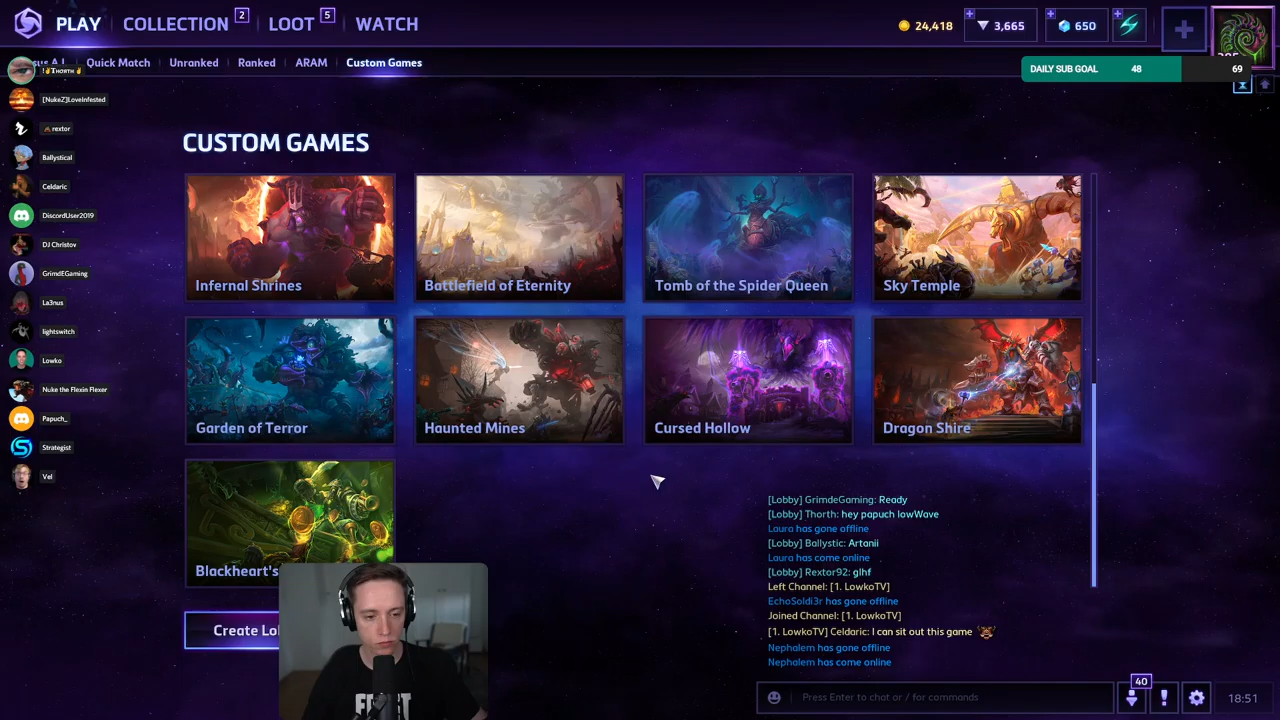 PLAY
COLLECTION
2
LOOT
5
WATCH
24,418
3,665
650
Quick Match
Unranked
Ranked
ARAM
Custom Games
DAILY SUB GOAL
48
69
THORTH
[NukeZ]LoveInfested
rextor
Ballystical
Celdaric
DiscordUser2019
DJ Christov
GrimdEGaming
La3nus
lightswitch
Lowko
Nuke the Flexin Flexer
Papuch_
Strategist
Vel
CUSTOM GAMES
Infernal Shrines
Battlefield of Eternity
Tomb of the Spider Queen
Sky Temple
Garden of Terror
Haunted Mines
Cursed Hollow
Dragon Shire
Blackheart's
Create Lo
[Lobby] GrimdeGaming: Ready
[Lobby] Thorth: hey papuch lowWave
Laura has gone offline
[Lobby] Ballystic: Artanii
Laura has come online
[Lobby] Rextor92: glhf
Left Channel: [1. LowkoTV]
EchoSoldi3r has gone offline
Joined Channel: [1. LowkoTV]
[1. LowkoTV] Celdaric: I can sit out this game
Nephalem has gone offline
Nephalem has come online
Press Enter to chat or / for commands
40
18:51